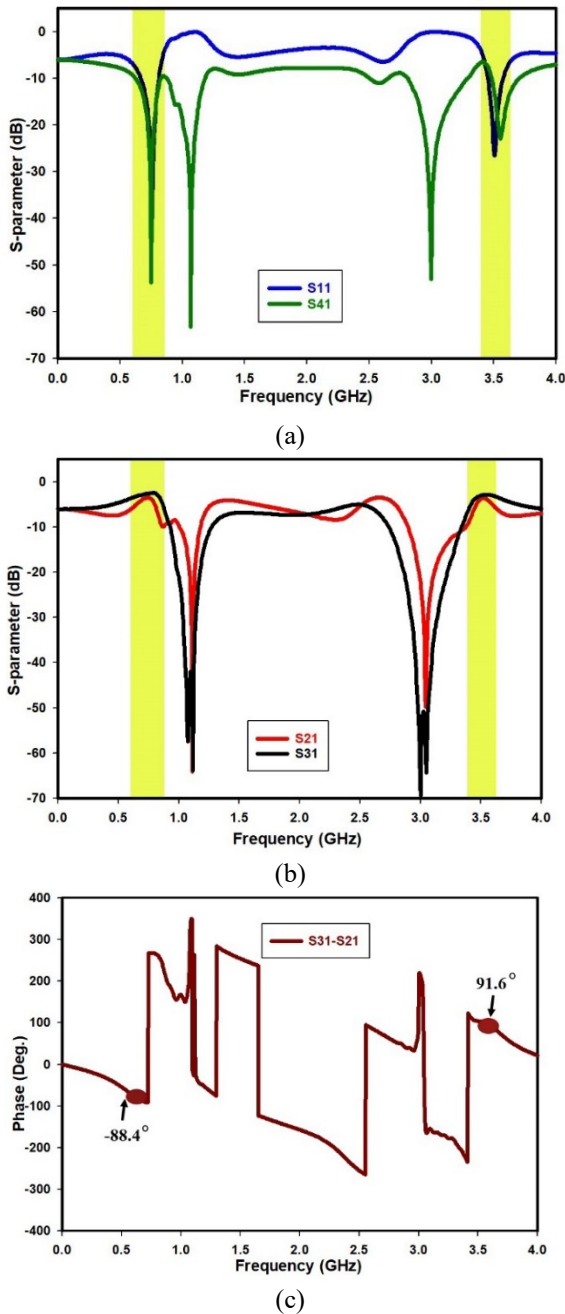 0
-10
-20
-30
-40
-50
-60
-70
S-parameter (dB)
S11
S41
0.0 0.5 1.0 1.5 2.0 2.5 3.0 3.5 4.0
Frequency (GHz)
(a)
0
-10
-20
-30
-40
-50
-60
-70
S-parameter (dB)
S21
S31
0.0 0.5 1.0 1.5 2.0 2.5 3.0 3.5 4.0
Frequency (GHz)
(b)
400
300
200
100
0
-100
-200
-300
-400
Phase (Deg.)
S31-S21
91.6°
-88.4°
0.0 0.5 1.0 1.5 2.0 2.5 3.0 3.5 4.0
Frequency (GHz)
(c)